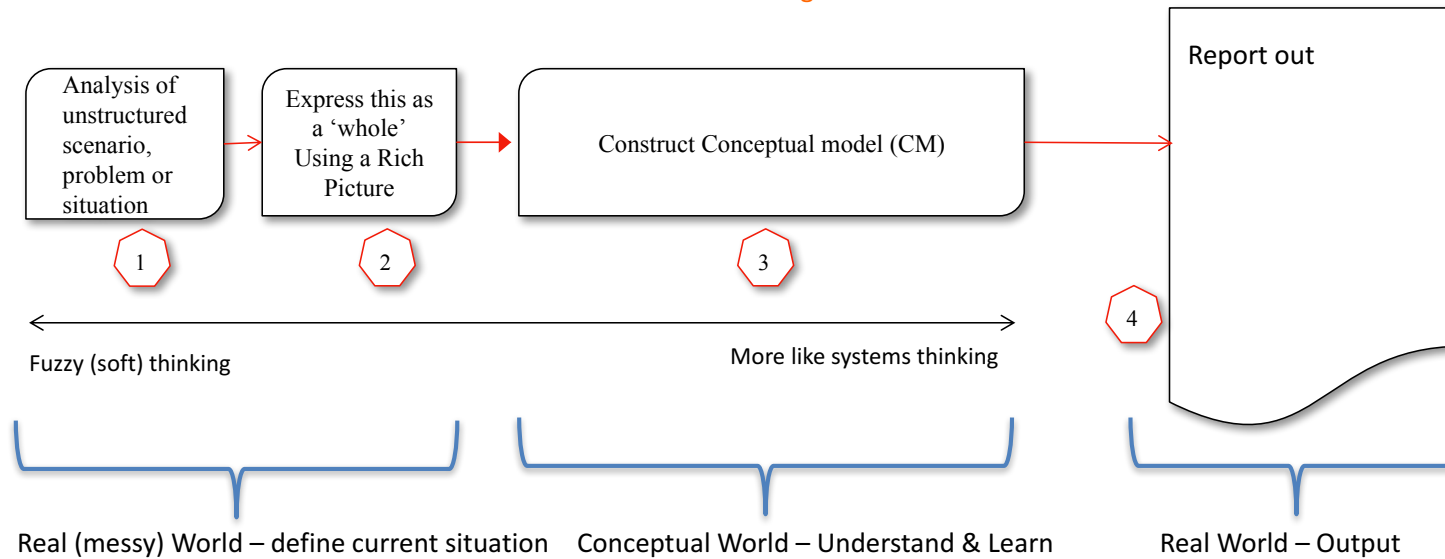 Analysis of
unstructured
scenario,
problem or
situation
Express this as
a ‘whole’
Using a Rich
Picture
Construct Conceptual model (CM)
Report out
1
2
3
4
Fuzzy (soft) thinking
More like systems thinking
Real (messy) World – define current situation
Conceptual World – Understand & Learn
Real World – Output